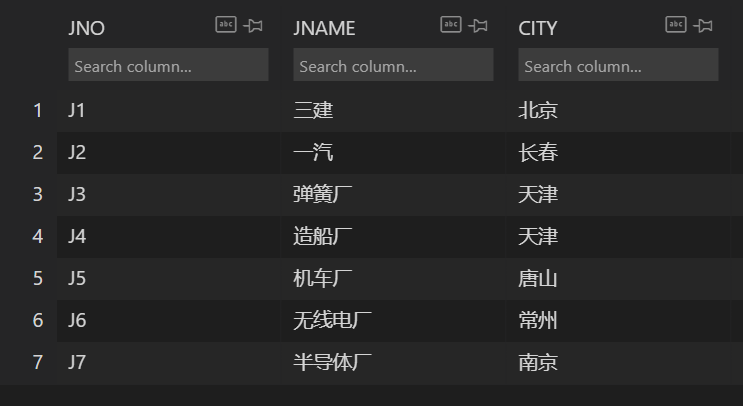 JNO abc JNAME abc CITY abc
Search column... Search column... Search column...
1 J1 三建 北京
2 J2 一汽 长春
3 J3 弹簧厂 天津
4 J4 造船厂 天津
5 J5 机车厂 唐山
6 J6 无线电厂 常州
7 J7 半导体厂 南京